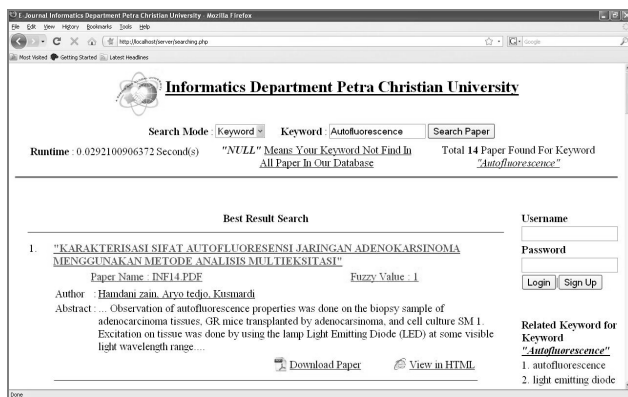 E-Journal Informatics Department Petra Christian University - Mozilla Firefox
File Edit View History Bookmarks Tools Help
http://localhost/server/searching.php
Google
Most Visited Getting Started Latest Headlines
Informatics Department Petra Christian University
Search Mode : Keyword Keyword : Autofluorescence Search Paper
Runtime : 0.0292100906372 Second(s)
"NULL" Means Your Keyword Not Find In
All Paper In Our Database
Total 14 Paper Found For Keyword
"Autofluorescence"
Best Result Search
1. "KARAKTERISASI SIFAT AUTOFLUORESENSI JARINGAN ADENOKARSINOMA
MENGGUNAKAN METODE ANALISIS MULTIEKSITASI"
Paper Name : INF14.PDF Fuzzy Value : 1
Author : Hamdani zain, Aryo tedjo, Kusmardi
Abstract : ... Observation of autofluorescence properties was done on the biopsy sample of
adenocarcinoma tissues, GR mice transplanted by adenocarsinoma, and cell culture SM 1.
Excitation on tissue was done by using the lamp Light Emitting Diode (LED) at some visible
light wavelength range....
Download Paper View in HTML
Username
Password
Login Sign Up
Related Keyword for
Keyword
"Autofluorescence"
1. autofluorescence
2. light emitting diode
Done